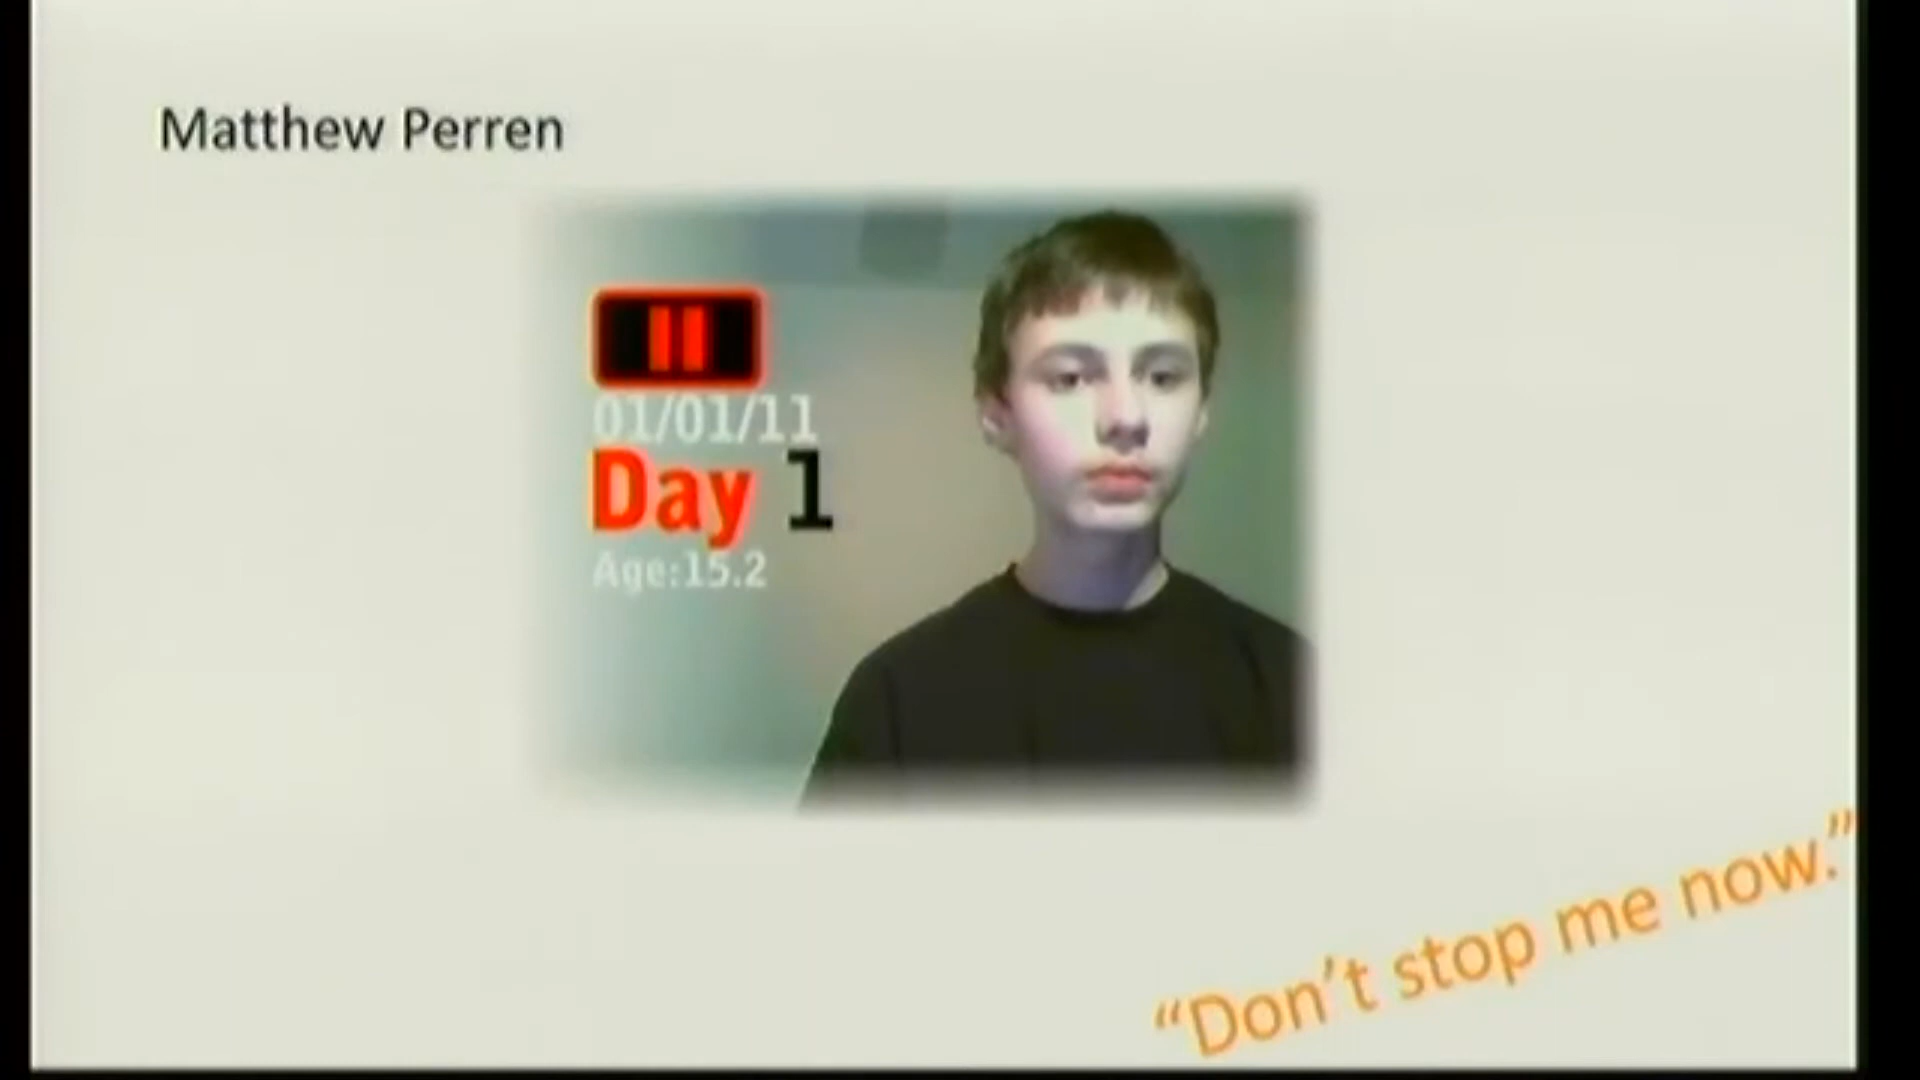 Matthew Perren
01/01/11
Day 1
Age:15.2
“Don’t stop me now.”